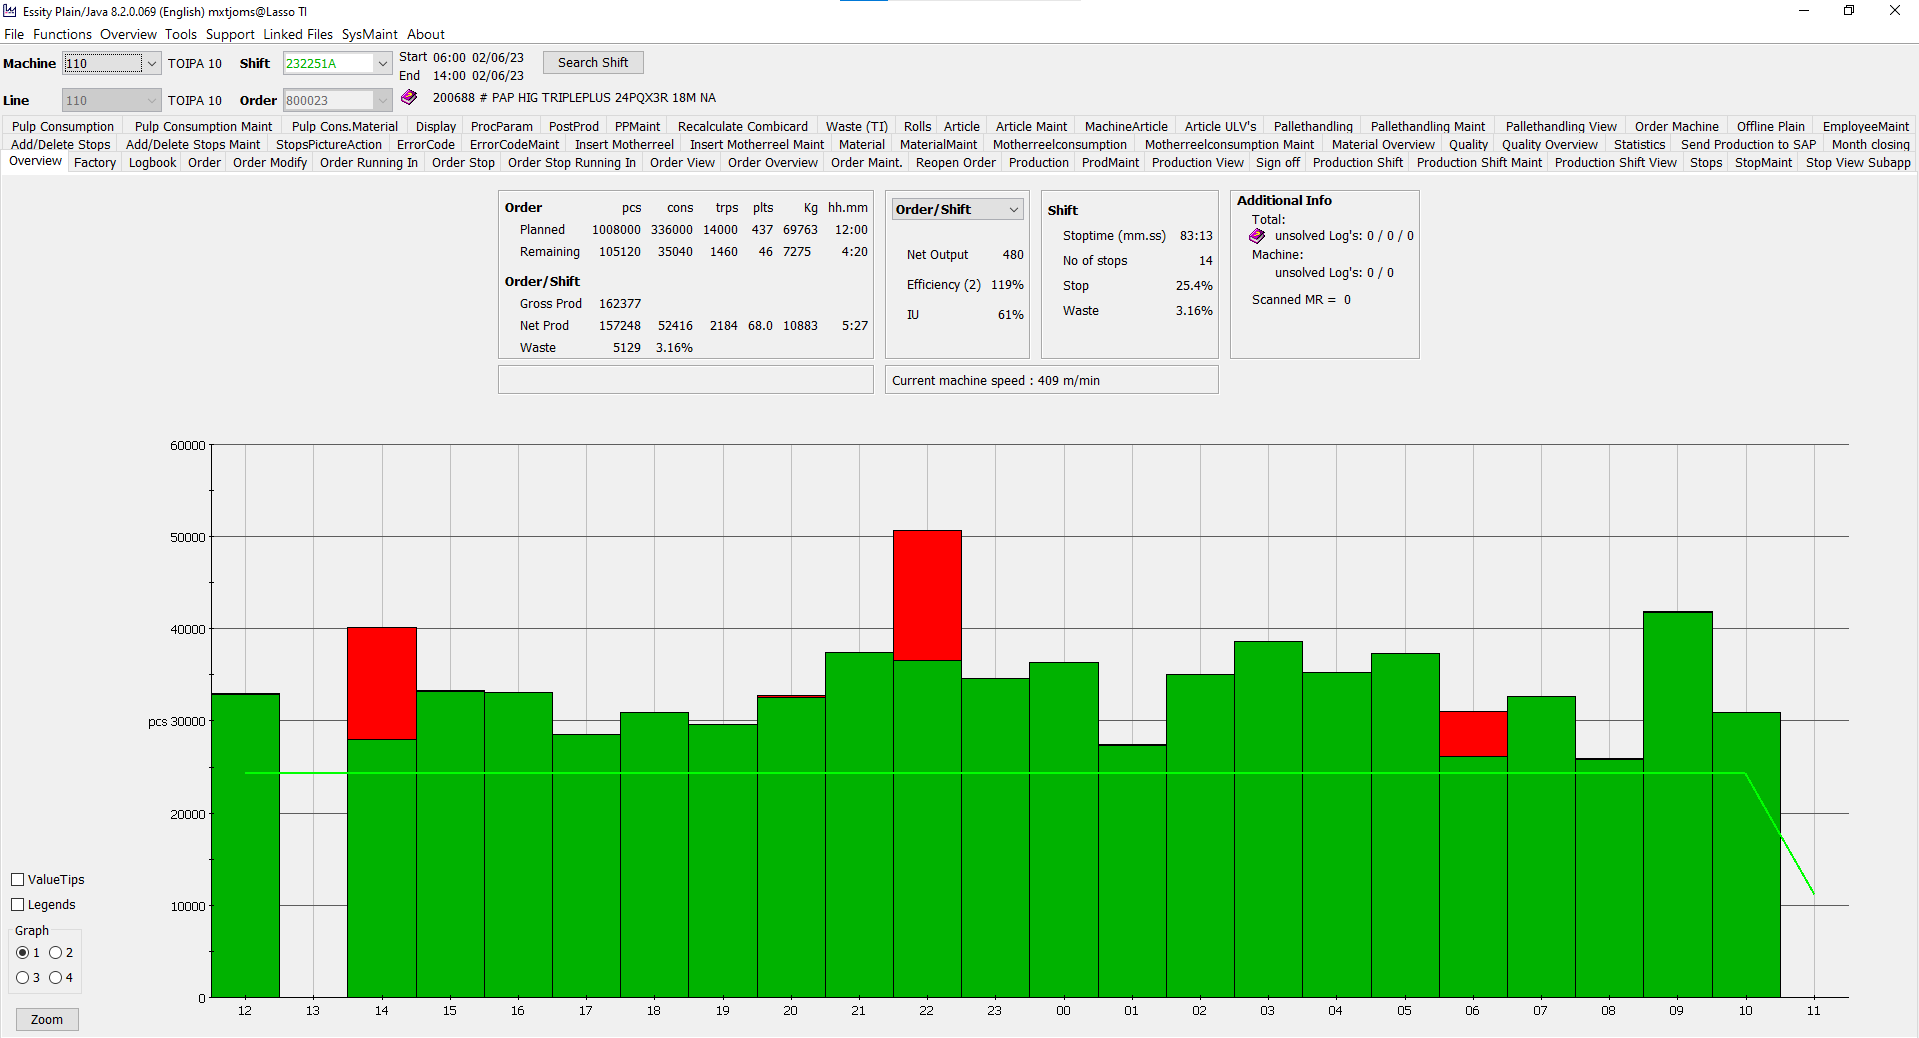 Essity Plain/Java 8.2.0.069 (English) mxtjoms@Lasso TI
File Functions Overview Tools Support Linked Files SysMaint About
Machine 110 TOIPA 10 Shift 232251A Start 06:00 02/06/23 Search Shift
End 14:00 02/06/23
Line 110 TOIPA 10 Order 800023 200688 # PAP HIG TRIPLEPLUS 24PQX3R 18M NA
Pulp Consumption Pulp Consumption Maint Pulp Cons.Material Display ProcParam PostProd PPMaint Recalculate Combicard Waste (TI) Rolls Article Article Maint MachineArticle Article ULV's Pallethandling Pallethandling Maint Pallethandling View Order Machine Offline Plain EmployeeMaint
Add/Delete Stops Add/Delete Stops Maint StopsPictureAction ErrorCode ErrorCodeMaint Insert Motherreel Insert Motherreel Maint Material MaterialMaint Motherreelconsumption Motherreelconsumption Maint Material Overview Quality Quality Overview Statistics Send Production to SAP Month closing
Overview Factory Logbook Order Order Modify Order Running In Order Stop Order Stop Running In Order View Order Overview Order Maint. Reopen Order Production ProdMaint Production View Sign off Production Shift Production Shift Maint Production Shift View Stops StopMaint Stop View Subapp
Order pcs cons trps plts Kg hh.mm
Planned 1008000 336000 14000 437 69763 12:00
Remaining 105120 35040 1460 46 7275 4:20
Order/Shift
Gross Prod 162377
Net Prod 157248 52416 2184 68.0 10883 5:27
Waste 5129 3.16%
Order/Shift
Net Output 480
Efficiency (2) 119%
IU 61%
Shift
Stoptime (mm.ss) 83:13
No of stops 14
Stop 25.4%
Waste 3.16%
Additional Info
Total:
unsolved Log's: 0 / 0 / 0
Machine:
unsolved Log's: 0 / 0
Scanned MR = 0
Current machine speed : 409 m/min
60000
50000
40000
pcs 30000
20000
10000
0
12 13 14 15 16 17 18 19 20 21 22 23 00 01 02 03 04 05 06 07 08 09 10 11
ValueTips
Legends
Graph
1 2
3 4
Zoom